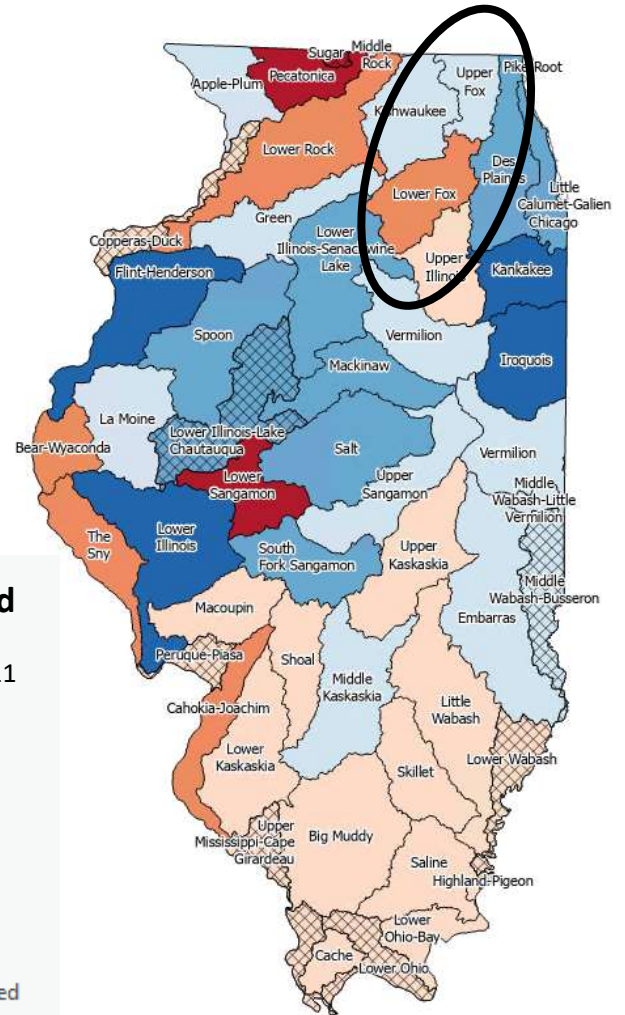 Sugar
Middle
Rock
Pecatonica
Apple-Plum
Upper
Fox
Pike-Root
Kishwaukee
Lower Rock
Lower Fox
Des
Plaines
Little
Calumet-Galien
Chicago
Green
Copperas-Duck
Lower
Illinois-Senachwine
Lake
Upper
Illinois
Flint-Henderson
Kankakee
Spoon
Vermilion
Iroquois
Mackinaw
La Moine
Bear-Wyaconda
Lower Illinois-Lake
Chautauqua
Salt
Vermilion
Lower
Sangamon
Upper
Sangamon
Middle
Wabash-Little
Vermilion
The
Sny
Lower
Illinois
South
Fork Sangamon
Upper
Kaskaskia
Middle
Wabash-Busseron
d
Macoupin
Embarras
Peruque-Piasa
1
Shoal
Middle
Kaskaskia
Cahokia-Joachim
Little
Wabash
Lower
Kaskaskia
Lower Wabash
Skillet
Upper
Mississippi-Cape
Girardeau
Big Muddy
Saline
Highland-Pigeon
Lower
Ohio-Bay
Cache
Lower Ohio
ed